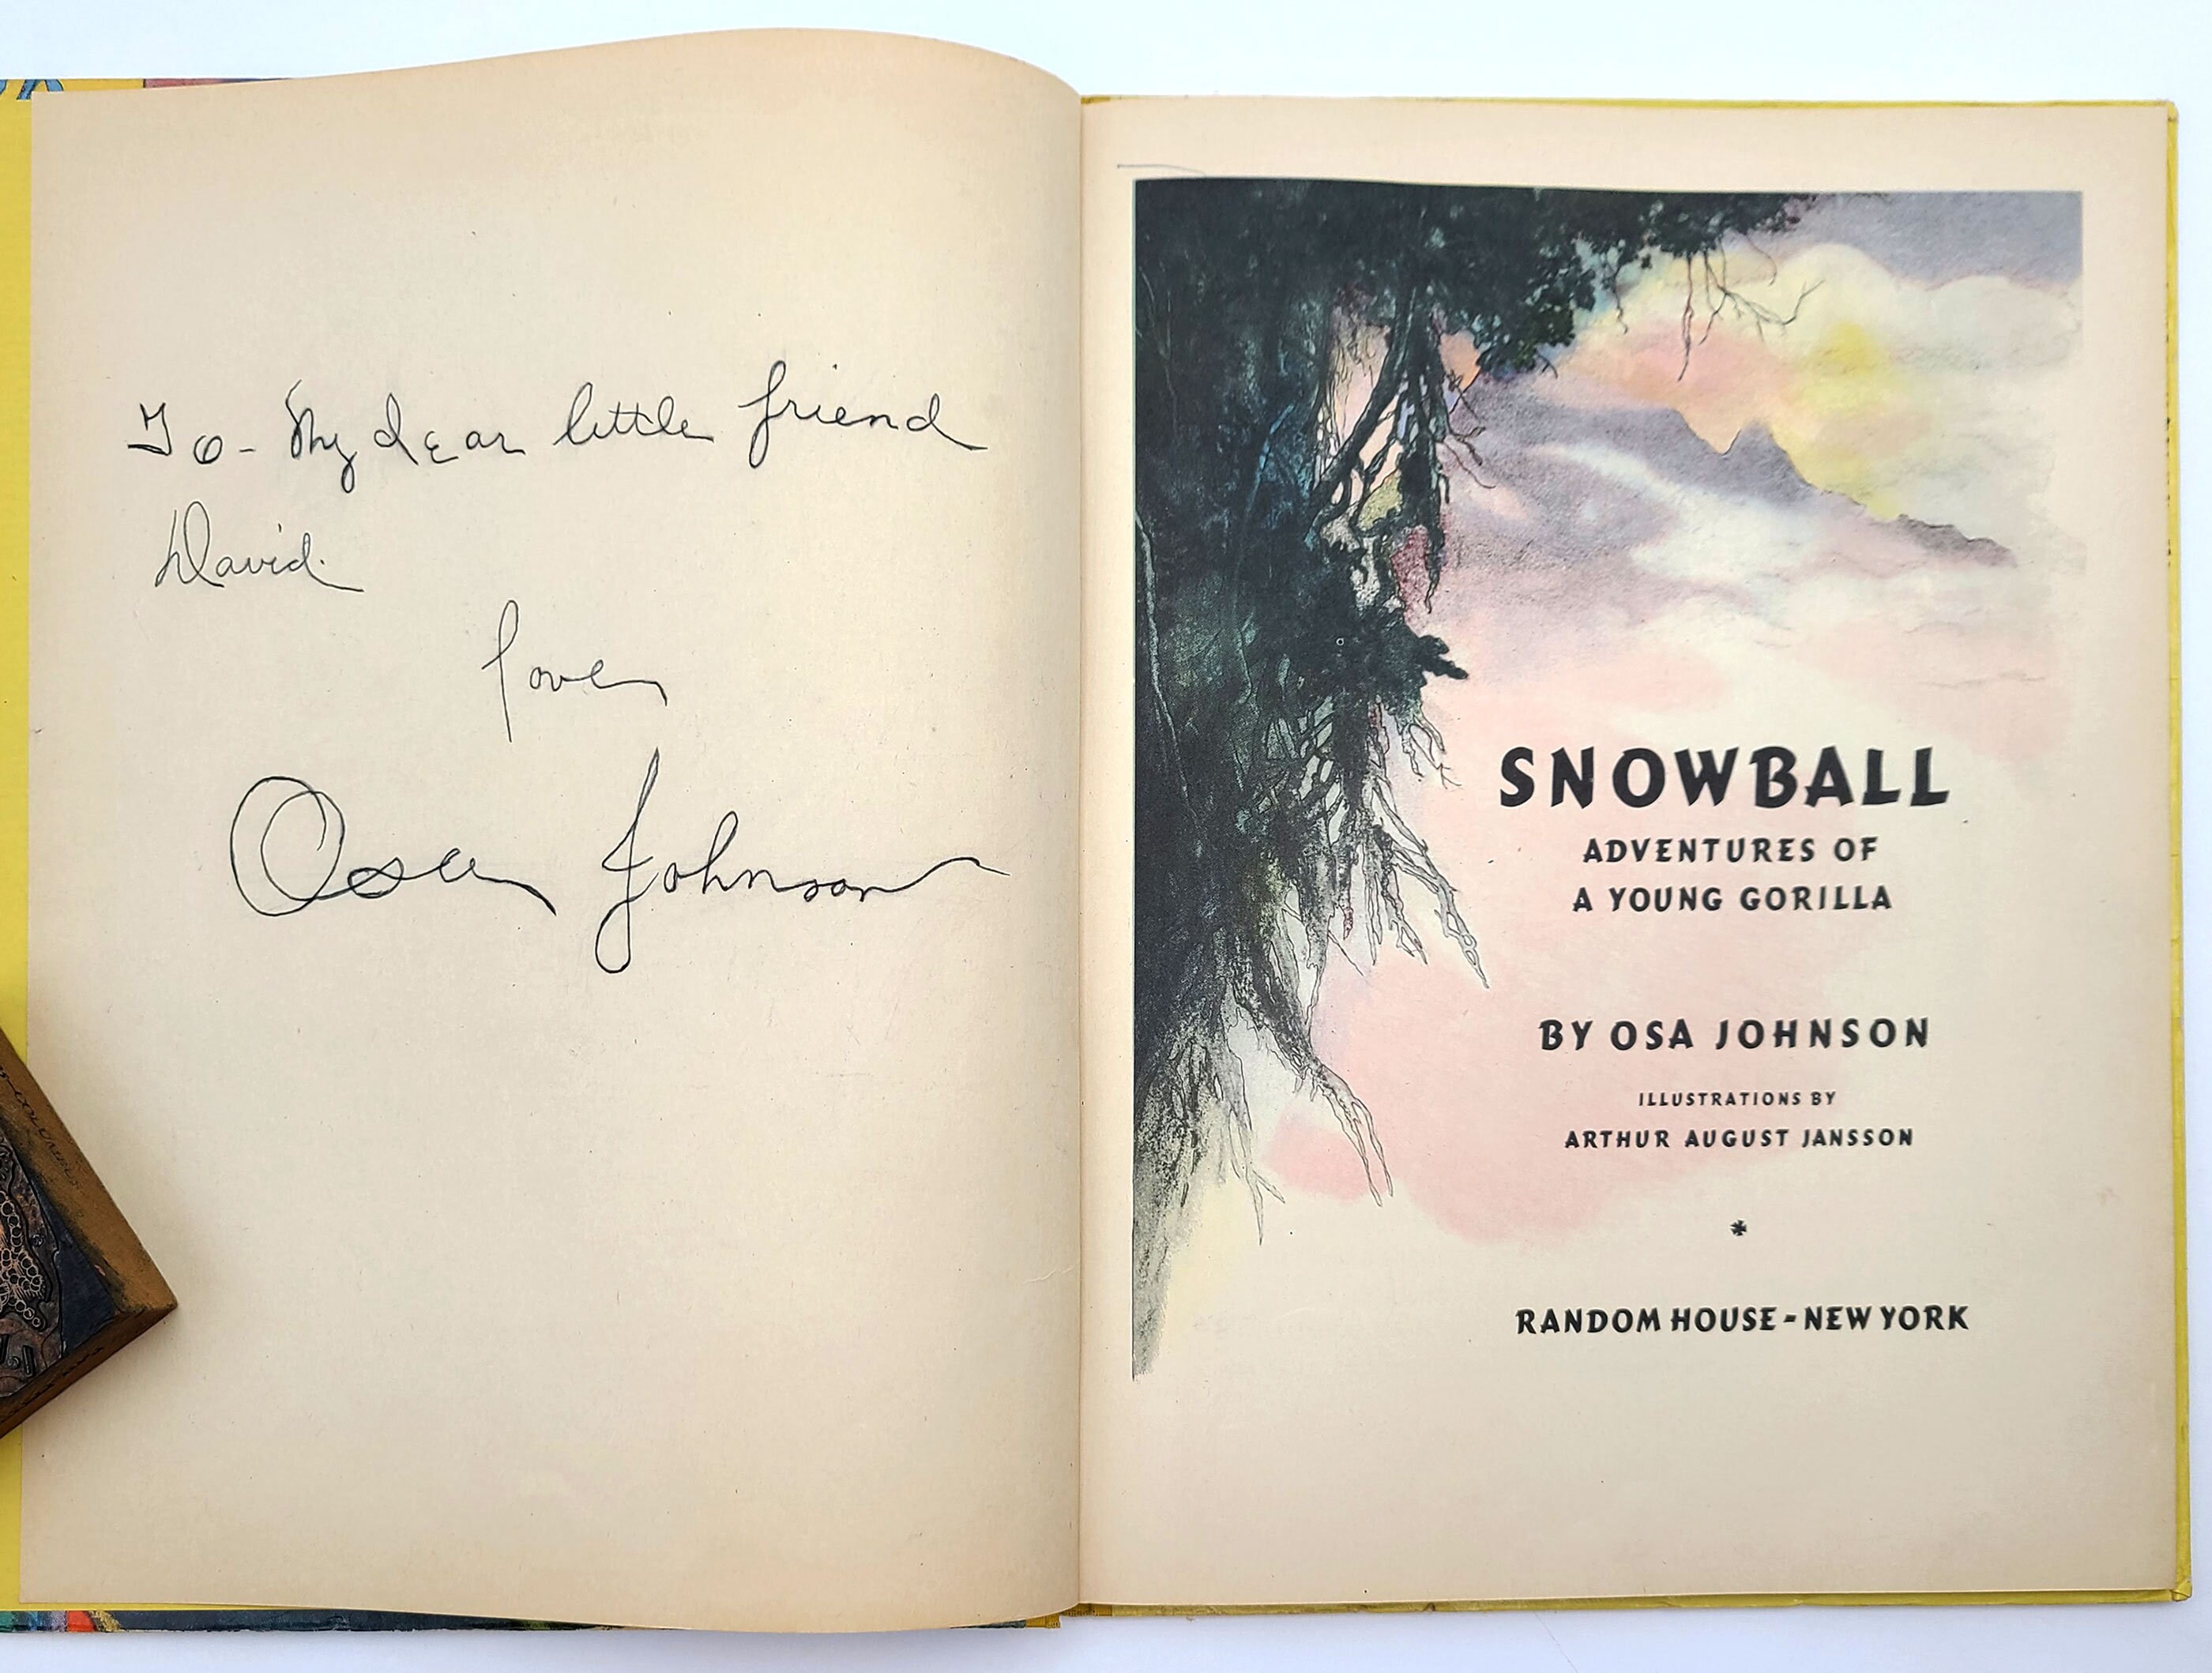 To - My dear little friend
David.
Love
Osa Johnson
SNOWBALL
ADVENTURES OF
A YOUNG GORILLA
BY OSA JOHNSON
ILLUSTRATIONS BY
ARTHUR AUGUST JANSSON
RANDOM HOUSE - NEW YORK